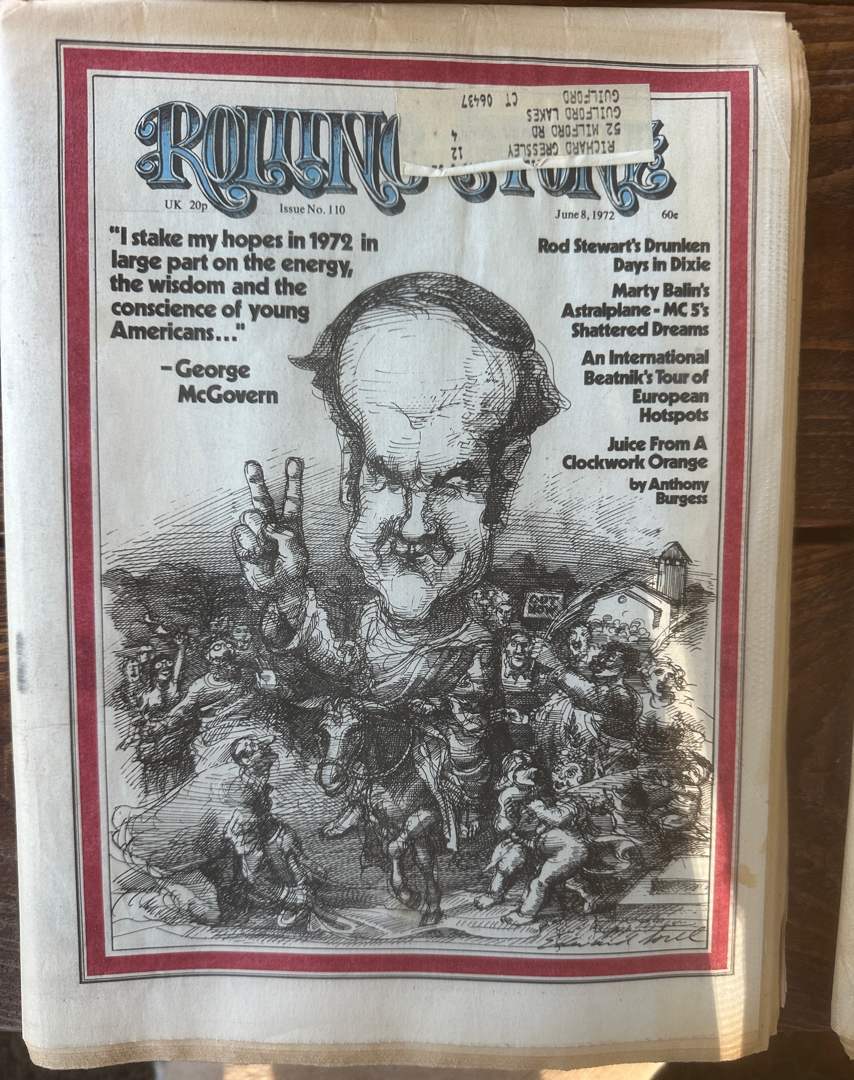 ROLLING STONE
GUILFORD CT 06437
GUILFORD LAKES
52 MILFORD RD 4
RICHARD GRESSLEY 12
UK 20p Issue No. 110 June 8, 1972 60¢
"I stake my hopes in 1972 in
large part on the energy,
the wisdom and the
conscience of young
Americans..."
– George
McGovern
Rod Stewart's Drunken
Days in Dixie
Marty Balin's
Astralplane - MC 5's
Shattered Dreams
An International
Beatnik's Tour of
European
Hotspots
Juice From A
Clockwork Orange
by Anthony
Burgess